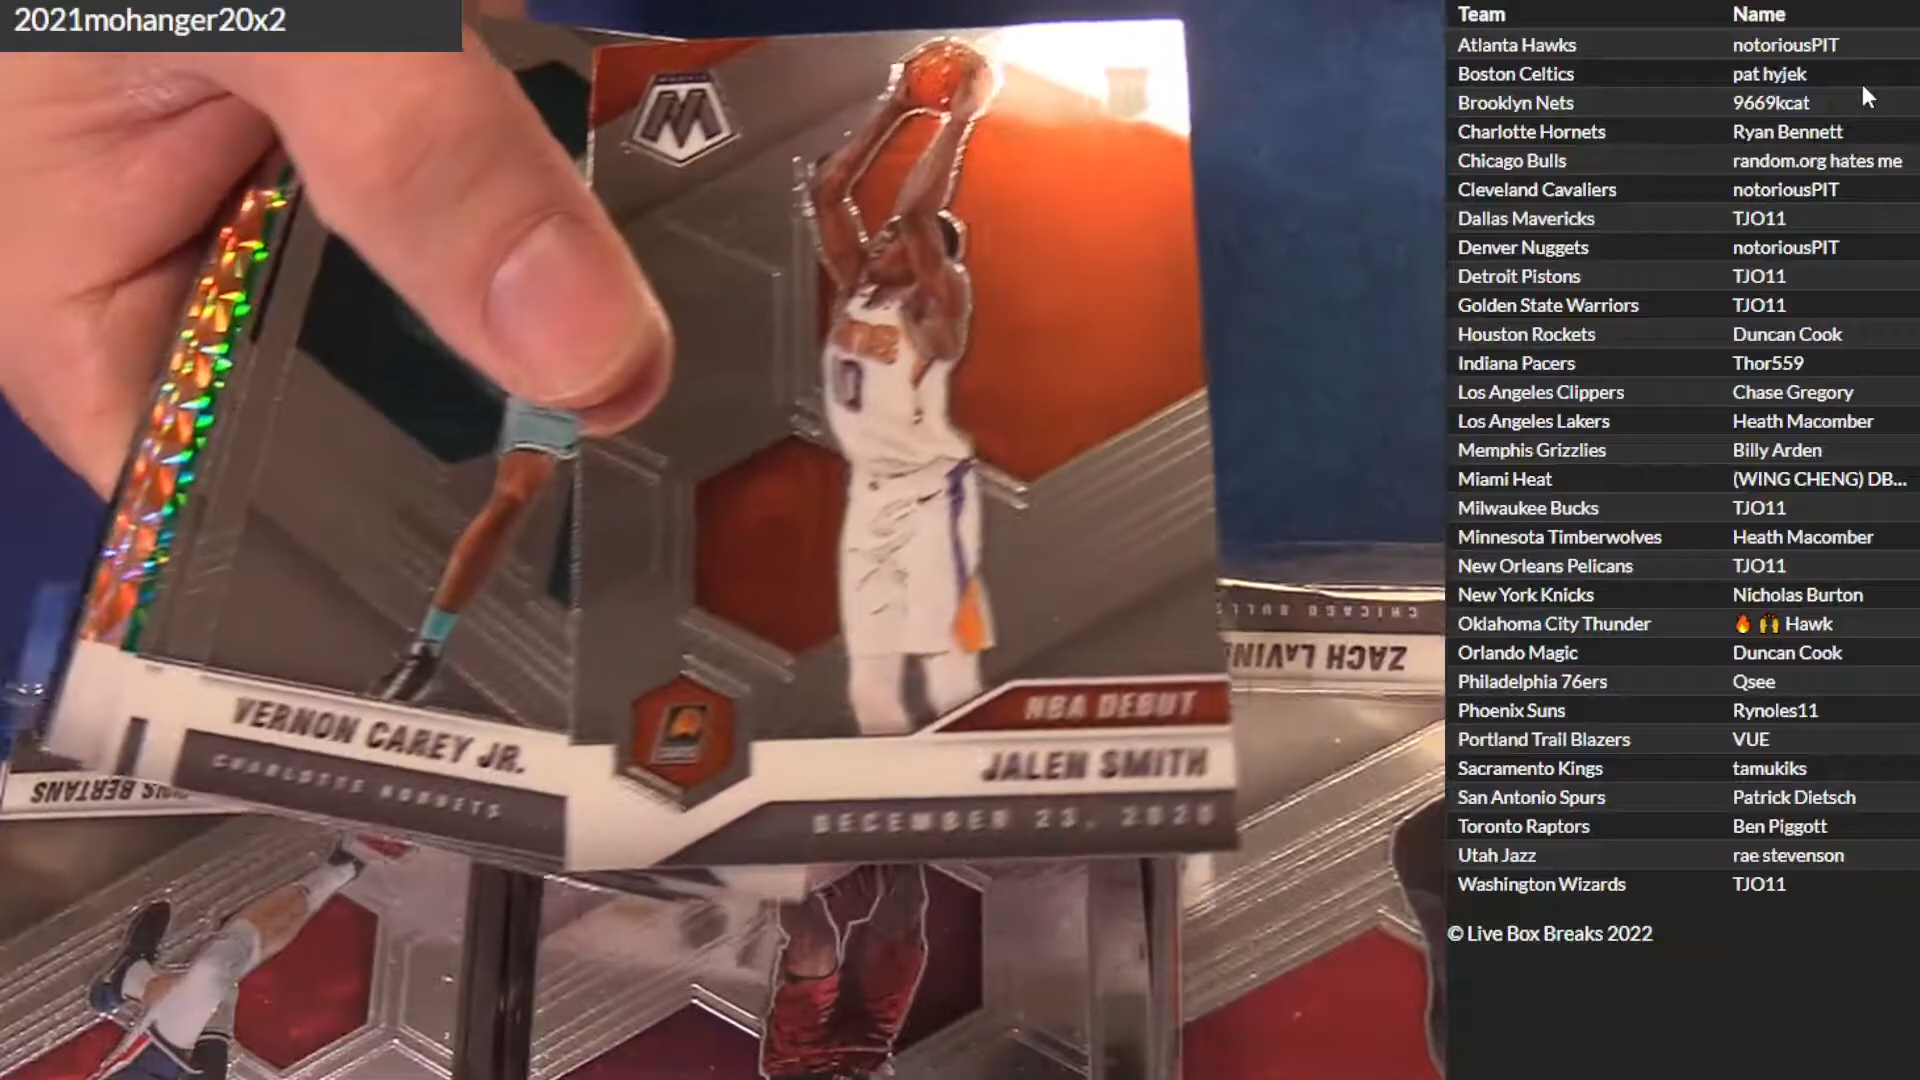 2021mohanger20x2
Team Name
Atlanta Hawks notoriousPIT
Boston Celtics pat hyjek
Brooklyn Nets 9669kcat
Charlotte Hornets Ryan Bennett
Chicago Bulls random.org hates me
Cleveland Cavaliers notoriousPIT
Dallas Mavericks TJO11
Denver Nuggets notoriousPIT
Detroit Pistons TJO11
Golden State Warriors TJO11
Houston Rockets Duncan Cook
Indiana Pacers Thor559
Los Angeles Clippers Chase Gregory
Los Angeles Lakers Heath Macomber
Memphis Grizzlies Billy Arden
Miami Heat (WING CHENG) DB...
Milwaukee Bucks TJO11
Minnesota Timberwolves Heath Macomber
New Orleans Pelicans TJO11
New York Knicks Nicholas Burton
Oklahoma City Thunder 🔥 🙌 Hawk
Orlando Magic Duncan Cook
Philadelphia 76ers Qsee
Phoenix Suns Rynoles11
Portland Trail Blazers VUE
Sacramento Kings tamukiks
San Antonio Spurs Patrick Dietsch
Toronto Raptors Ben Piggott
Utah Jazz rae stevenson
Washington Wizards TJO11
© Live Box Breaks 2022
M
0
NBA DEBUT
JALEN SMITH
DECEMBER 23, 2020
VERNON CAREY JR.
CHARLOTTE HORNETS
BERTANS
CHICAGO BULLS
ZACH LAVINE